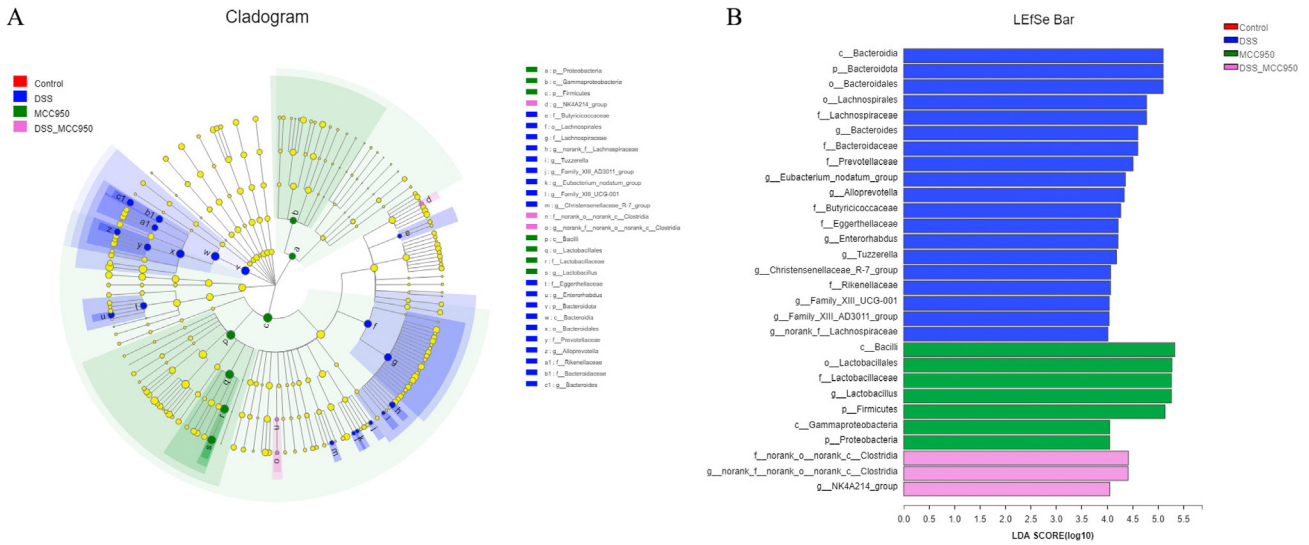 A
Cladogram
Control
DSS
MCC950
DSS_MCC950
a : p__Proteobacteria
b : c__Gammaproteobacteria
c : p__Firmicutes
d : g__NK4A214_group
e : f__Butyricicoccaceae
f : o__Lachnospirales
g : f__Lachnospiraceae
h : g__norank_f__Lachnospiraceae
i : g__Tuzzerella
j : g__Family_XIII_AD3011_group
k : g__Eubacterium_nodatum_group
l : g__Family_XIII_UCG-001
m : g__Christensenellaceae_R-7_group
n : f__norank_o__norank_c__Clostridia
o : g__norank_f__norank_o__norank_c__Clostridia
p : c__Bacilli
q : o__Lactobacillales
r : f__Lactobacillaceae
s : g__Lactobacillus
t : f__Eggerthellaceae
u : g__Enterorhabdus
v : p__Bacteroidota
w : c__Bacteroidia
x : o__Bacteroidales
y : f__Prevotellaceae
z : g__Alloprevotella
a1 : f__Rikenellaceae
b1 : f__Bacteroidaceae
c1 : g__Bacteroides
a
b
c
d
e
f
g
h
i
j
k
l
m
n
o
p
q
r
s
t
u
v
w
x
y
z
a1
b1
c1
B
LEfSe Bar
Control
DSS
MCC950
DSS_MCC950
c__Bacteroidia
p__Bacteroidota
o__Bacteroidales
o__Lachnospirales
f__Lachnospiraceae
g__Bacteroides
f__Bacteroidaceae
f__Prevotellaceae
g__Eubacterium_nodatum_group
g__Alloprevotella
f__Butyricicoccaceae
f__Eggerthellaceae
g__Enterorhabdus
g__Tuzzerella
g__Christensenellaceae_R-7_group
f__Rikenellaceae
g__Family_XIII_UCG-001
g__Family_XIII_AD3011_group
g__norank_f__Lachnospiraceae
c__Bacilli
o__Lactobacillales
f__Lactobacillaceae
g__Lactobacillus
p__Firmicutes
c__Gammaproteobacteria
p__Proteobacteria
f__norank_o__norank_c__Clostridia
g__norank_f__norank_o__norank_c__Clostridia
g__NK4A214_group
0.0 0.5 1.0 1.5 2.0 2.5 3.0 3.5 4.0 4.5 5.0 5.5
LDA SCORE(log10)